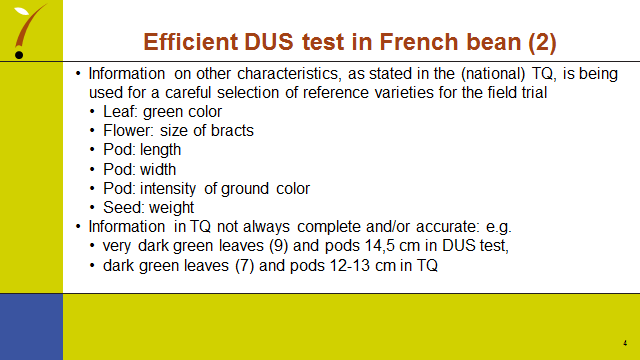 Efficient DUS test in French bean (2)
• Information on other characteristics, as stated in the (national) TQ, is being
used for a careful selection of reference varieties for the field trial
• Leaf: green color
• Flower: size of bracts
• Pod: length
• Pod: width
• Pod: intensity of ground color
• Seed: weight
• Information in TQ not always complete and/or accurate: e.g.
• very dark green leaves (9) and pods 14,5 cm in DUS test,
• dark green leaves (7) and pods 12-13 cm in TQ
4